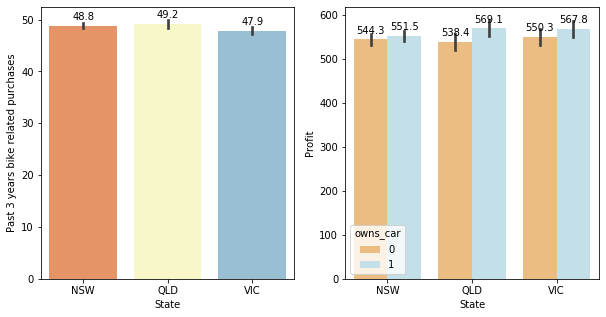 48.8
49.2
47.9
50
40
30
20
10
0
Past 3 years bike related purchases
NSW
QLD
VIC
State
600
500
400
300
200
100
0
Profit
544.3
551.5
538.4
569.1
550.3
567.8
owns_car
0
1
NSW
QLD
VIC
State